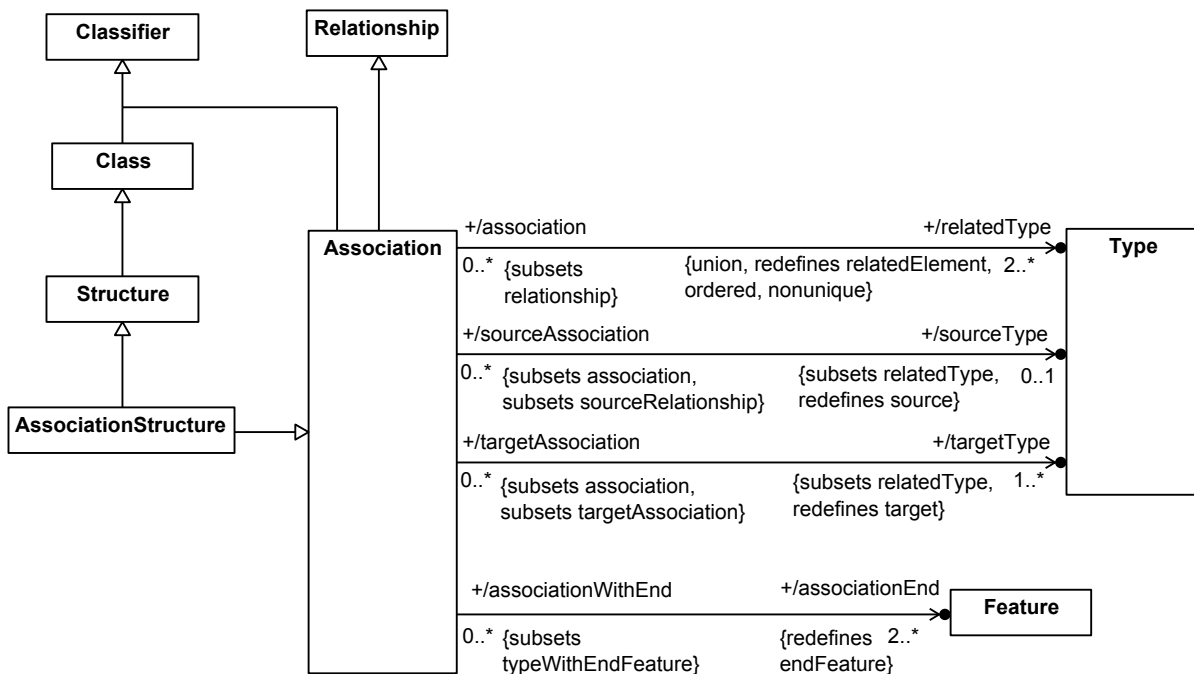 Classifier
Relationship
Class
Structure
AssociationStructure
Association
Type
Feature
+/association
+/relatedType
0..*
{subsets
relationship}
{union, redefines relatedElement,
ordered, nonunique}
2..*
+/sourceAssociation
+/sourceType
0..*
{subsets association,
subsets sourceRelationship}
{subsets relatedType,
redefines source}
0..1
+/targetAssociation
+/targetType
0..*
{subsets association,
subsets targetAssociation}
{subsets relatedType,
redefines target}
1..*
+/associationWithEnd
+/associationEnd
0..*
{subsets
typeWithEndFeature}
{redefines
endFeature}
2..*